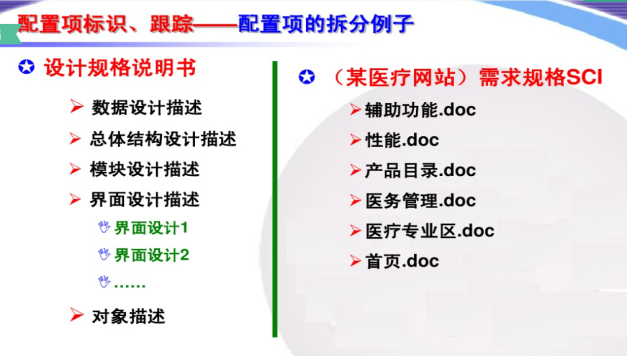 配置项标识、跟踪——配置项的拆分例子
设计规格说明书
数据设计描述
总体结构设计描述
模块设计描述
界面设计描述
界面设计1
界面设计2
……
对象描述
（某医疗网站）需求规格SCI
辅助功能.doc
性能.doc
产品目录.doc
医务管理.doc
医疗专业区.doc
首页.doc